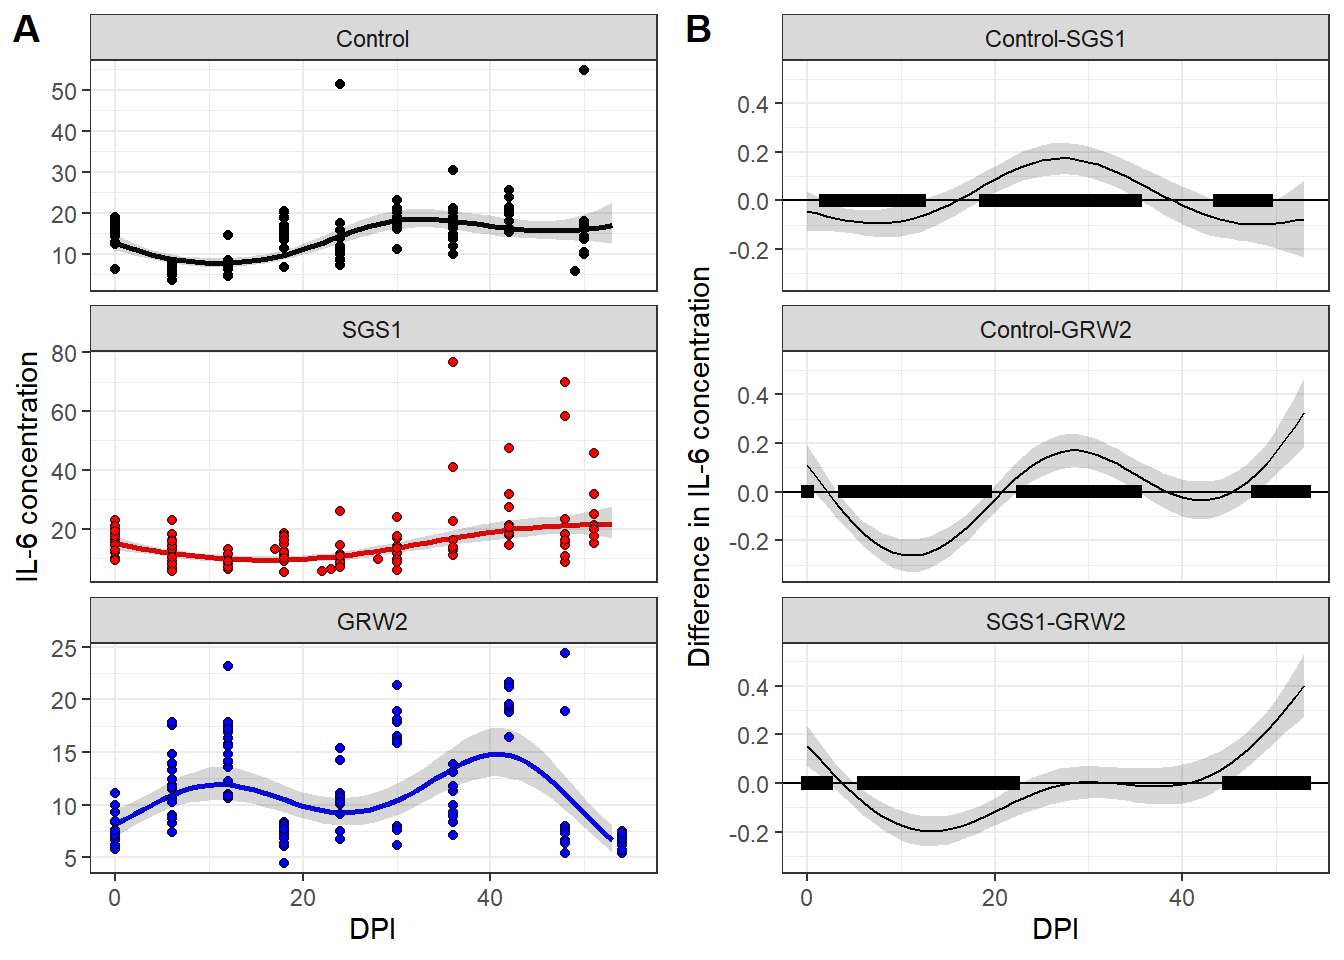 A
Control
50
40
30
20
10
SGS1
80
60
40
20
GRW2
25
20
15
10
5
0
20
40
DPI
IL-6 concentration
B
Control-SGS1
0.4
0.2
0.0
-0.2
Control-GRW2
0.4
0.2
0.0
-0.2
SGS1-GRW2
0.4
0.2
0.0
-0.2
0
20
40
DPI
Difference in IL-6 concentration